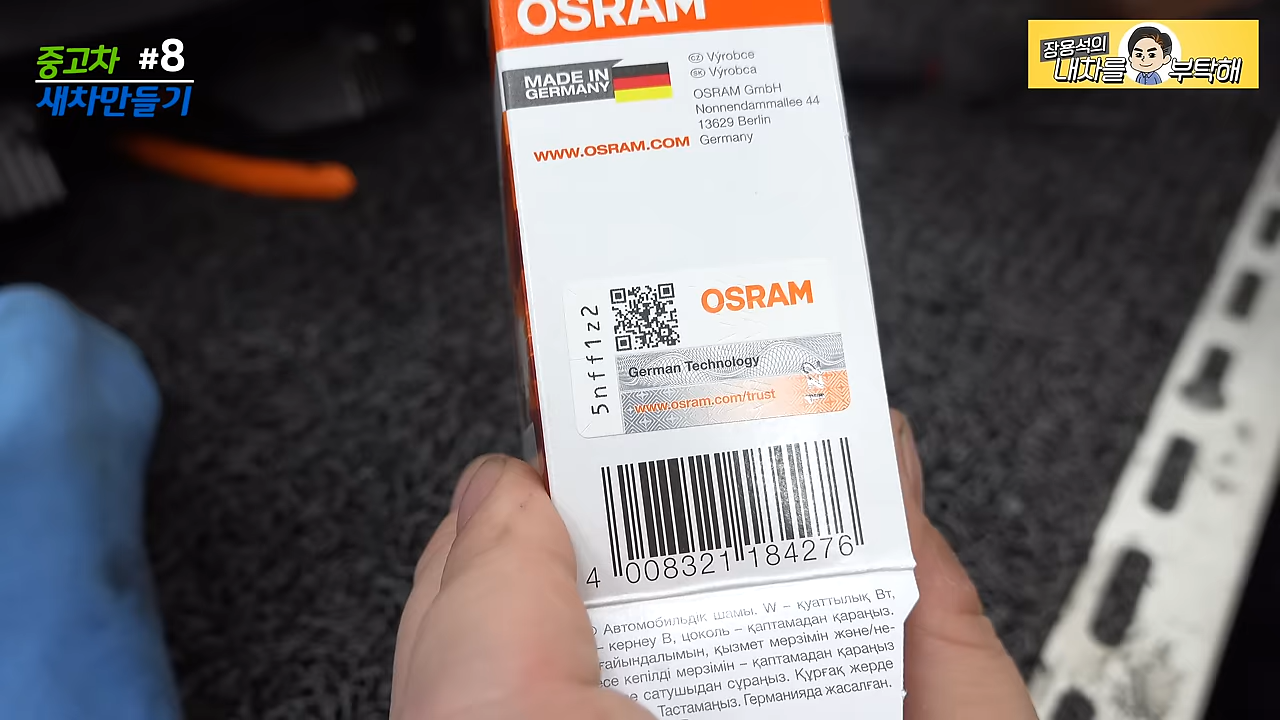 중고차 #8
새차만들기
장용석의
내차를 부탁해
OSRAM
MADE IN
GERMANY
CZ Výrobce
SK Výrobca
OSRAM GmbH
Nonnendammallee 44
13629 Berlin
Germany
WWW.OSRAM.COM
5nff1z2
OSRAM
German Technology
www.osram.com/trust
4 008321 184276
Автомобильдік шамы. W – қуаттылық Вт,
– кернеу В, цоколь – қаптамадан қараңыз.
ғайындалымын, қызмет мерзімін және/не-
се кепілді мерзімін – қаптамадан қараңыз
е сатушыдан сұраңыз. Құрғақ жерде
Тастамаңыз. Германияда жасалған.